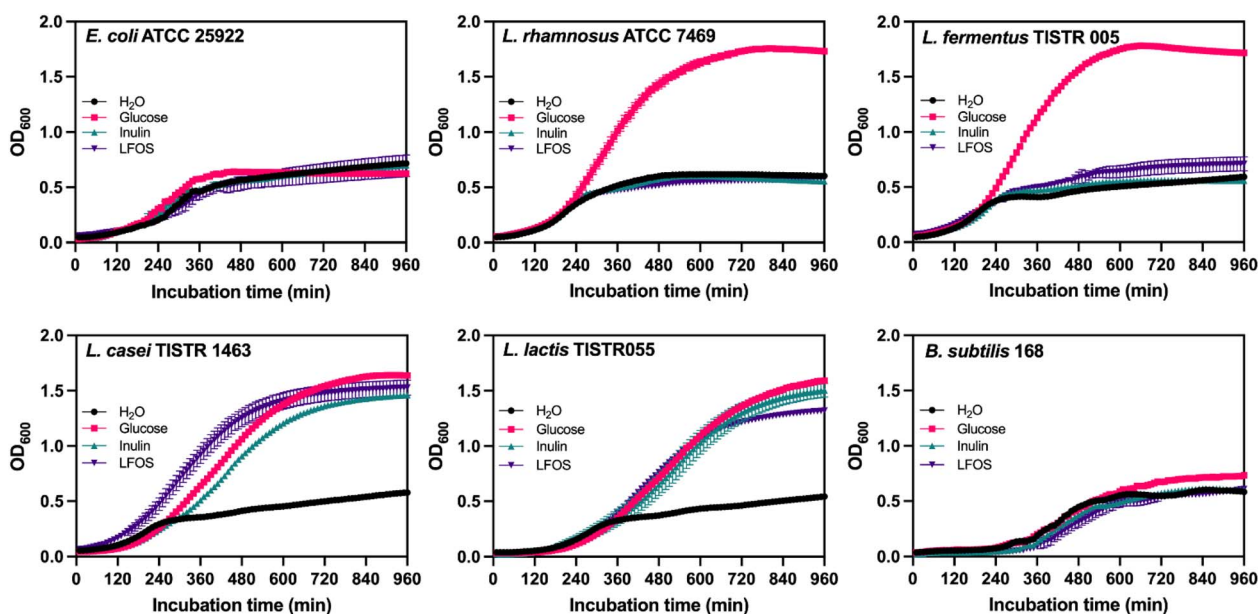 E. coli ATCC 25922
OD600
2.0
1.5
1.0
0.5
0.0
H2O
Glucose
Inulin
LFOS
0 120 240 360 480 600 720 840 960
Incubation time (min)
L. rhamnosus ATCC 7469
OD600
2.0
1.5
1.0
0.5
0.0
H2O
Glucose
Inulin
LFOS
0 120 240 360 480 600 720 840 960
Incubation time (min)
L. fermentus TISTR 005
OD600
2.0
1.5
1.0
0.5
0.0
H2O
Glucose
Inulin
LFOS
0 120 240 360 480 600 720 840 960
Incubation time (min)
L. casei TISTR 1463
OD600
2.0
1.5
1.0
0.5
0.0
H2O
Glucose
Inulin
LFOS
0 120 240 360 480 600 720 840 960
Incubation time (min)
L. lactis TISTR055
OD600
2.0
1.5
1.0
0.5
0.0
H2O
Glucose
Inulin
LFOS
0 120 240 360 480 600 720 840 960
Incubation time (min)
B. subtilis 168
OD600
2.0
1.5
1.0
0.5
0.0
H2O
Glucose
Inulin
LFOS
0 120 240 360 480 600 720 840 960
Incubation time (min)